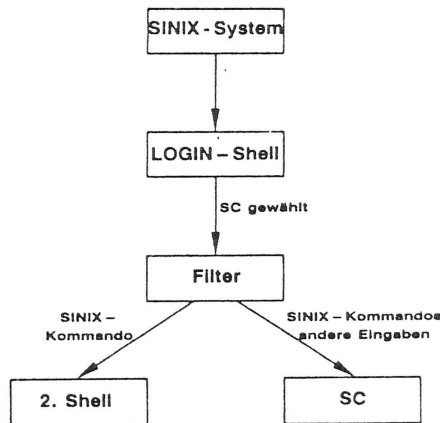 SINIX-System
LOGIN – Shell
SC gewählt
Filter
SINIX –
Kommando
SINIX – Kommandos
andere Eingaben
2. Shell
SC